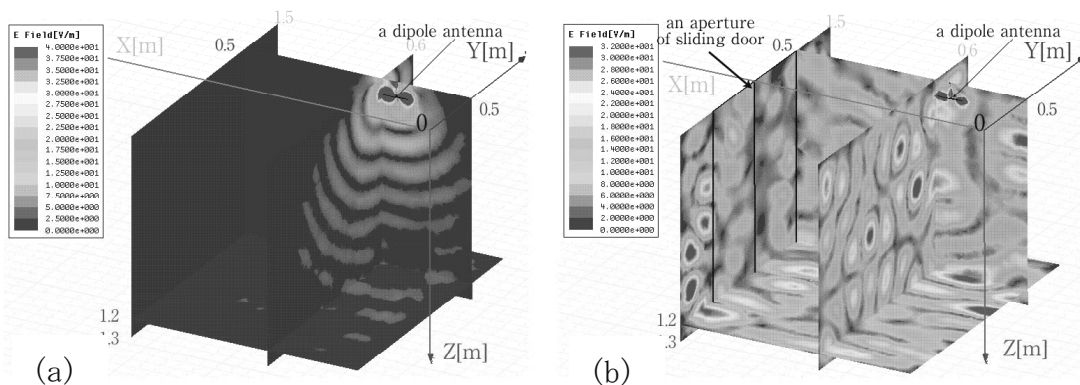 1.5
E Field[V/m]
4.0000e+001
3.7500e+001
3.5000e+001
3.2500e+001
3.0000e+001
2.7500e+001
2.5000e+001
2.2500e+001
2.0000e+001
1.7500e+001
1.5000e+001
1.2500e+001
1.0000e+001
7.5000e+000
5.0000e+000
2.5000e+000
0.0000e+000
X[m]
0.5
a dipole antenna
0.6
Y[m]
0.5
0
1.2
1.3
Z[m]
(a)
1.5
an aperture
of sliding door
E Field[V/m]
3.2000e+001
3.0000e+001
2.8000e+001
2.6000e+001
2.4000e+001
2.2000e+001
2.0000e+001
1.8000e+001
1.6000e+001
1.4000e+001
1.2000e+001
1.0000e+001
8.0000e+000
6.0000e+000
4.0000e+000
2.0000e+000
0.0000e+000
X[m]
0.5
a dipole antenna
0.6
Y[m]
0.5
0
1.2
1.3
Z[m]
(b)